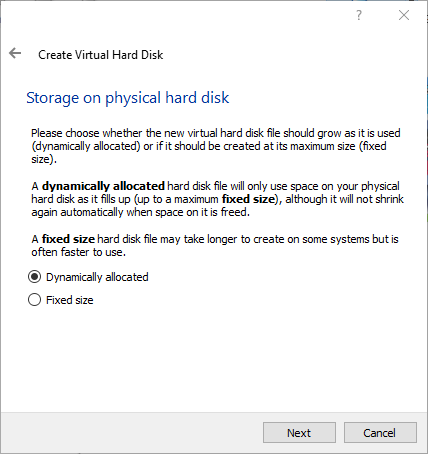 ?
Create Virtual Hard Disk
Storage on physical hard disk
Please choose whether the new virtual hard disk file should grow as it is used
(dynamically allocated) or if it should be created at its maximum size (fixed
size).
A dynamically allocated hard disk file will only use space on your physical
hard disk as it fills up (up to a maximum fixed size), although it will not shrink
again automatically when space on it is freed.
A fixed size hard disk file may take longer to create on some systems but is
often faster to use.
Dynamically allocated
Fixed size
Next
Cancel